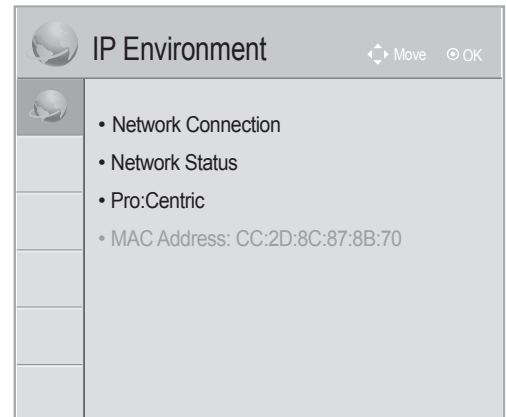 IP Environment
Move
OK
• Network Connection
• Network Status
• Pro:Centric
• MAC Address: CC:2D:8C:87:8B:70